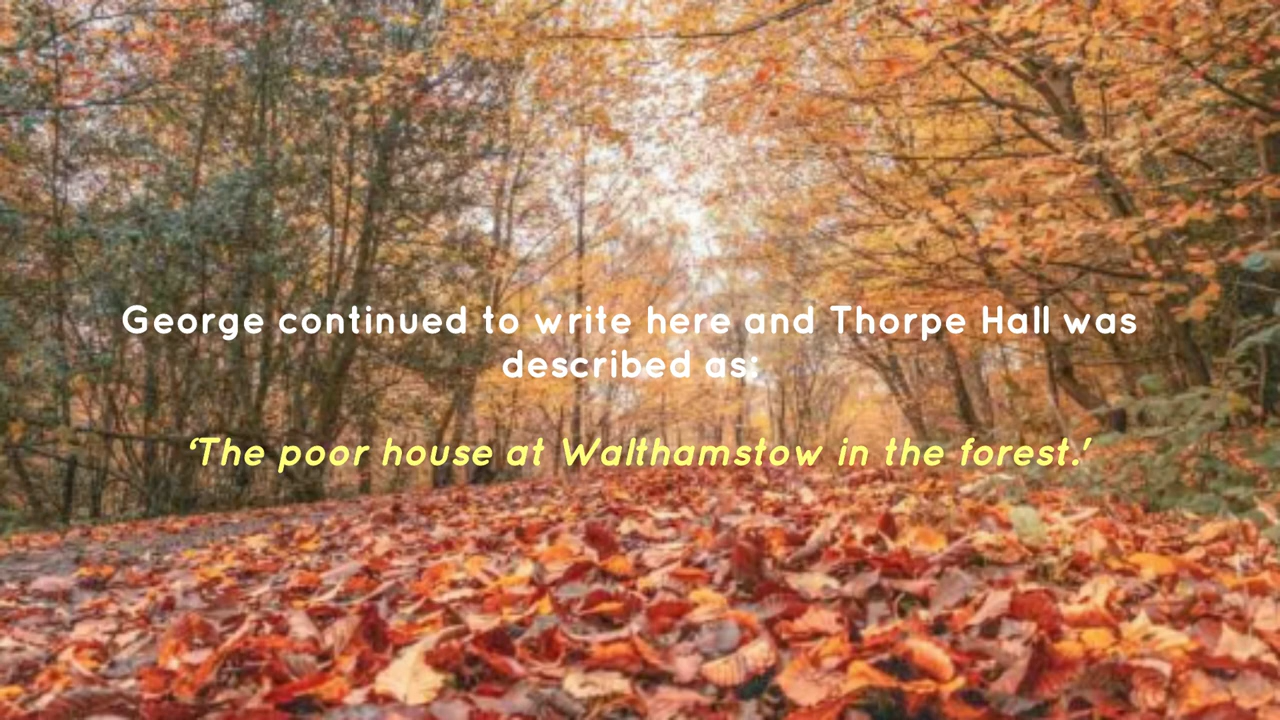 George continued to write here and Thorpe Hall was
described as:
‘The poor house at Walthamstow in the forest.’